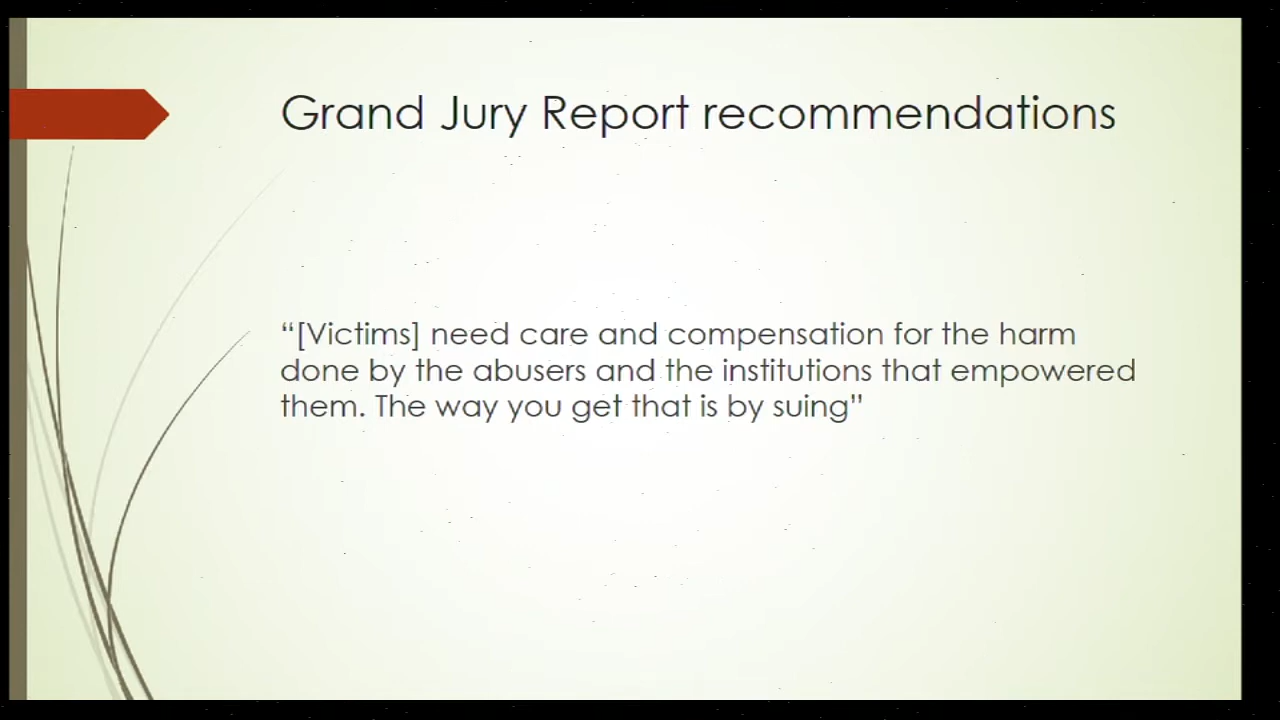 Grand Jury Report recommendations
“[Victims] need care and compensation for the harm
done by the abusers and the institutions that empowered
them. The way you get that is by suing”